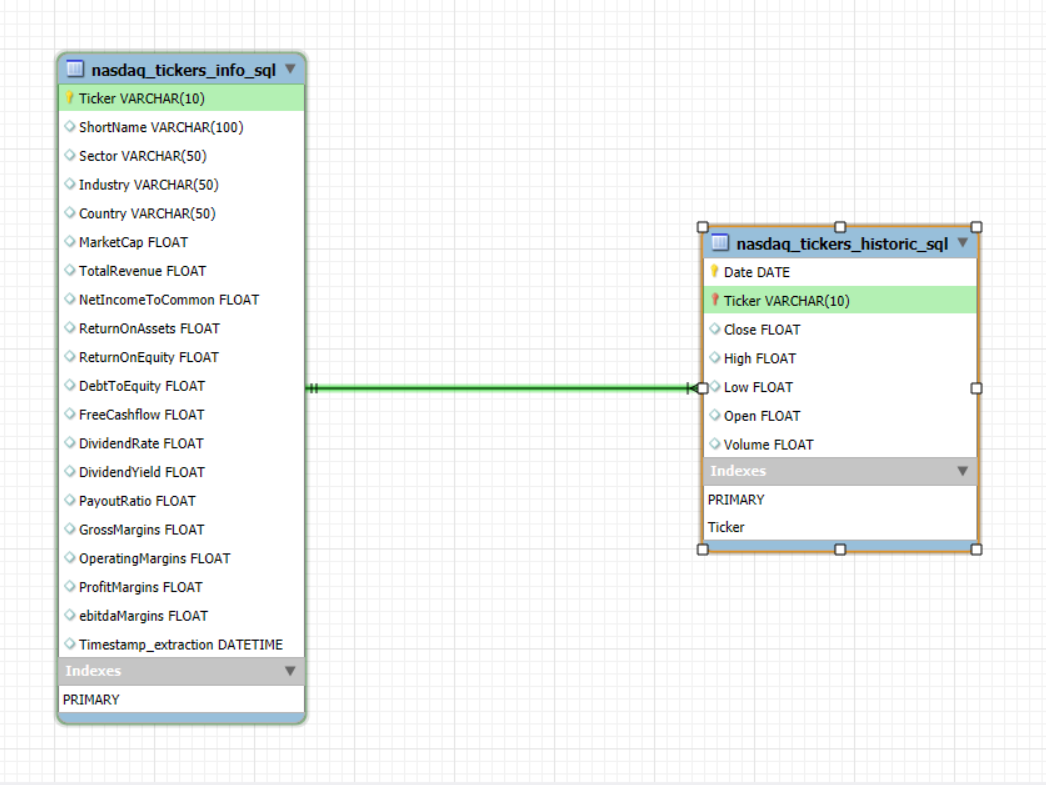 nasdaq_tickers_info_sql
Ticker VARCHAR(10)
ShortName VARCHAR(100)
Sector VARCHAR(50)
Industry VARCHAR(50)
Country VARCHAR(50)
MarketCap FLOAT
TotalRevenue FLOAT
NetIncomeToCommon FLOAT
ReturnOnAssets FLOAT
ReturnOnEquity FLOAT
DebtToEquity FLOAT
FreeCashflow FLOAT
DividendRate FLOAT
DividendYield FLOAT
PayoutRatio FLOAT
GrossMargins FLOAT
OperatingMargins FLOAT
ProfitMargins FLOAT
ebitdaMargins FLOAT
Timestamp_extraction DATETIME
Indexes
PRIMARY
nasdaq_tickers_historic_sql
Date DATE
Ticker VARCHAR(10)
Close FLOAT
High FLOAT
Low FLOAT
Open FLOAT
Volume FLOAT
Indexes
PRIMARY
Ticker